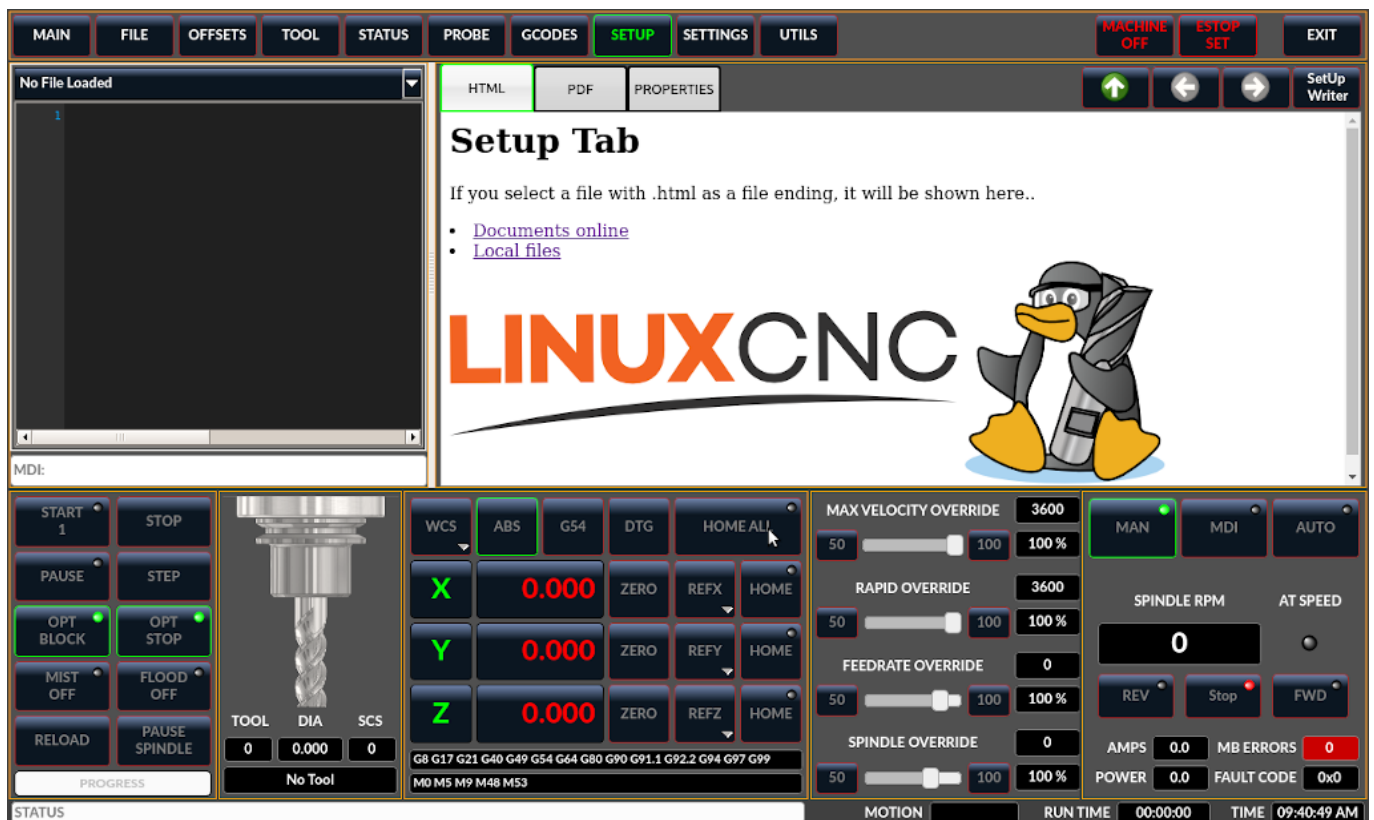 MAIN FILE OFFSETS TOOL STATUS PROBE GCODES SETUP SETTINGS UTILS MACHINE OFF ESTOP SET EXIT
No File Loaded
1
MDI:
HTML PDF PROPERTIES SetUp Writer
Setup Tab
If you select a file with .html as a file ending, it will be shown here..
• Documents online
• Local files
LINUXCNC
START 1 STOP
PAUSE STEP
OPT BLOCK OPT STOP
MIST OFF FLOOD OFF
RELOAD PAUSE SPINDLE
PROGRESS
TOOL DIA SCS
0 0.000 0
No Tool
WCS ABS G54 DTG HOME ALL
X 0.000 ZERO REFX HOME
Y 0.000 ZERO REFY HOME
Z 0.000 ZERO REFZ HOME
G8 G17 G21 G40 G49 G54 G64 G80 G90 G91.1 G92.2 G94 G97 G99
M0 M5 M9 M48 M53
MAX VELOCITY OVERRIDE 3600
50 100 100 %
RAPID OVERRIDE 3600
50 100 100 %
FEEDRATE OVERRIDE 0
50 100 100 %
SPINDLE OVERRIDE 0
50 100 100 %
MAN MDI AUTO
SPINDLE RPM AT SPEED
0
REV Stop FWD
AMPS 0.0 MB ERRORS 0
POWER 0.0 FAULT CODE 0x0
STATUS MOTION RUN TIME 00:00:00 TIME 09:40:49 AM